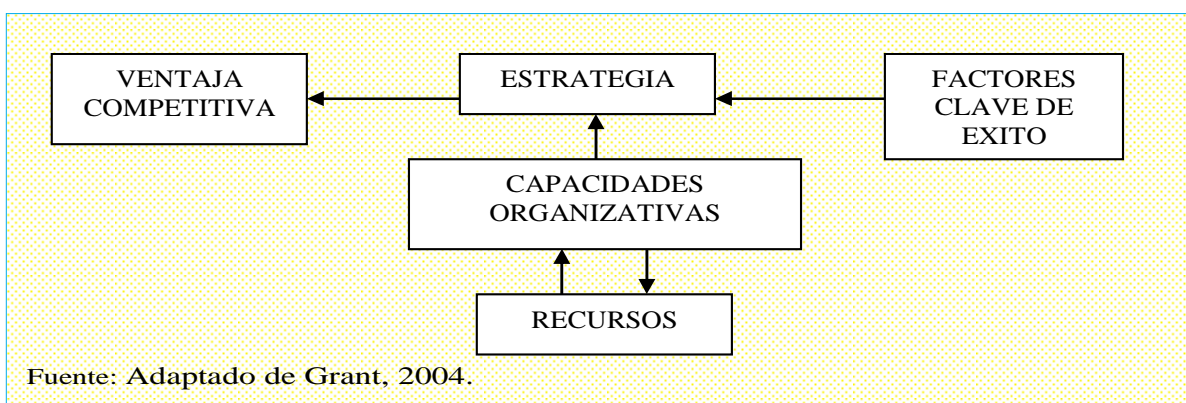 VENTAJA
COMPETITIVA
ESTRATEGIA
FACTORES
CLAVE DE
EXITO
CAPACIDADES
ORGANIZATIVAS
RECURSOS
Fuente: Adaptado de Grant, 2004.